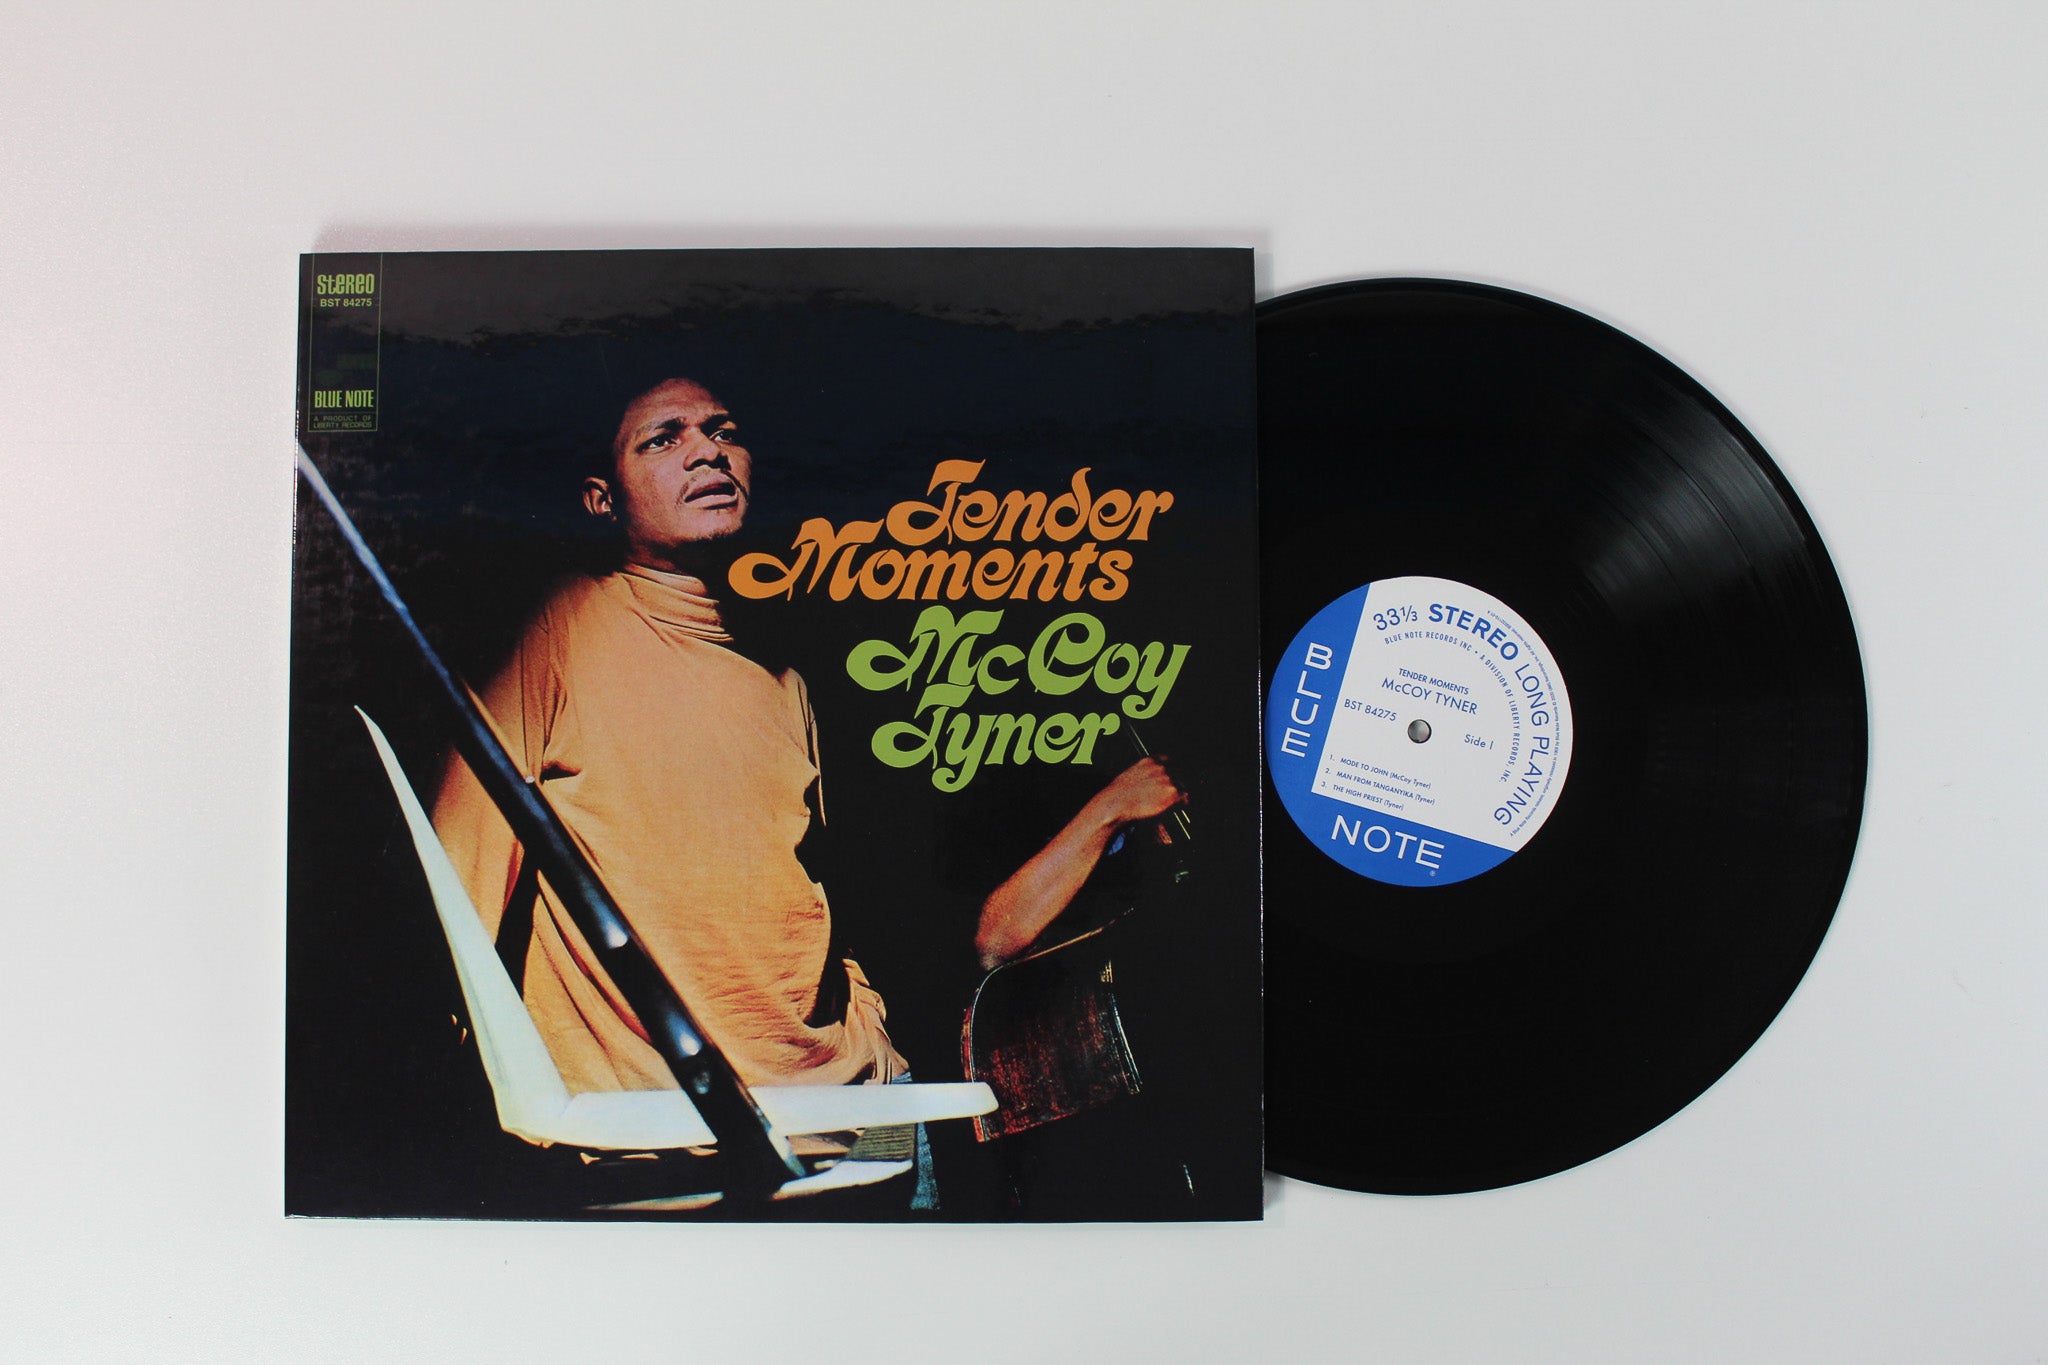 STEREO
BST 84275
BLUE NOTE
A PRODUCT OF
LIBERTY RECORDS
Tender
Moments
McCoy
Tyner
33 1/3 STEREO LONG PLAYING
BLUE NOTE RECORDS INC • A DIVISION OF LIBERTY RECORDS INC.
TENDER MOMENTS
McCOY TYNER
BST 84275
Side 1
1. MODE TO JOHN (McCoy Tyner)
2. MAN FROM TANGANYIKA (Tyner)
3. THE HIGH PRIEST (Tyner)
BLUE
NOTE
®